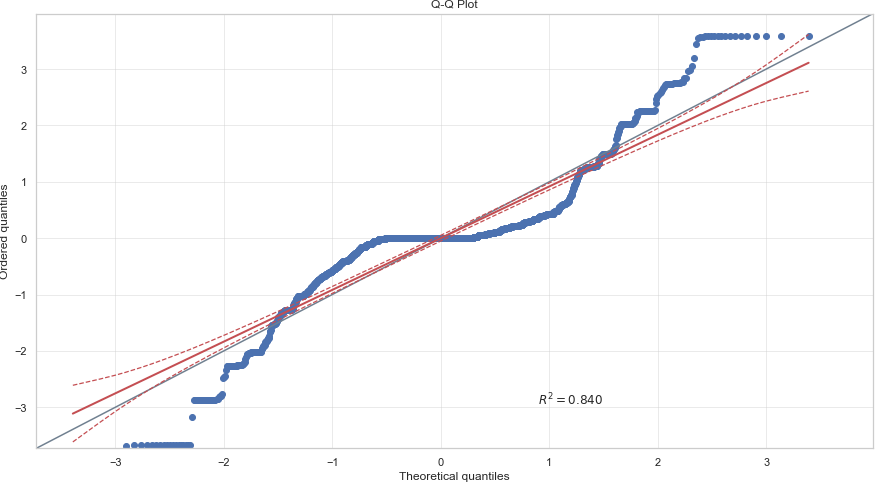 Q-Q Plot
3
2
1
0
−1
−2
−3
Ordered quantiles
R² = 0.840
−3 −2 −1 0 1 2 3
Theoretical quantiles